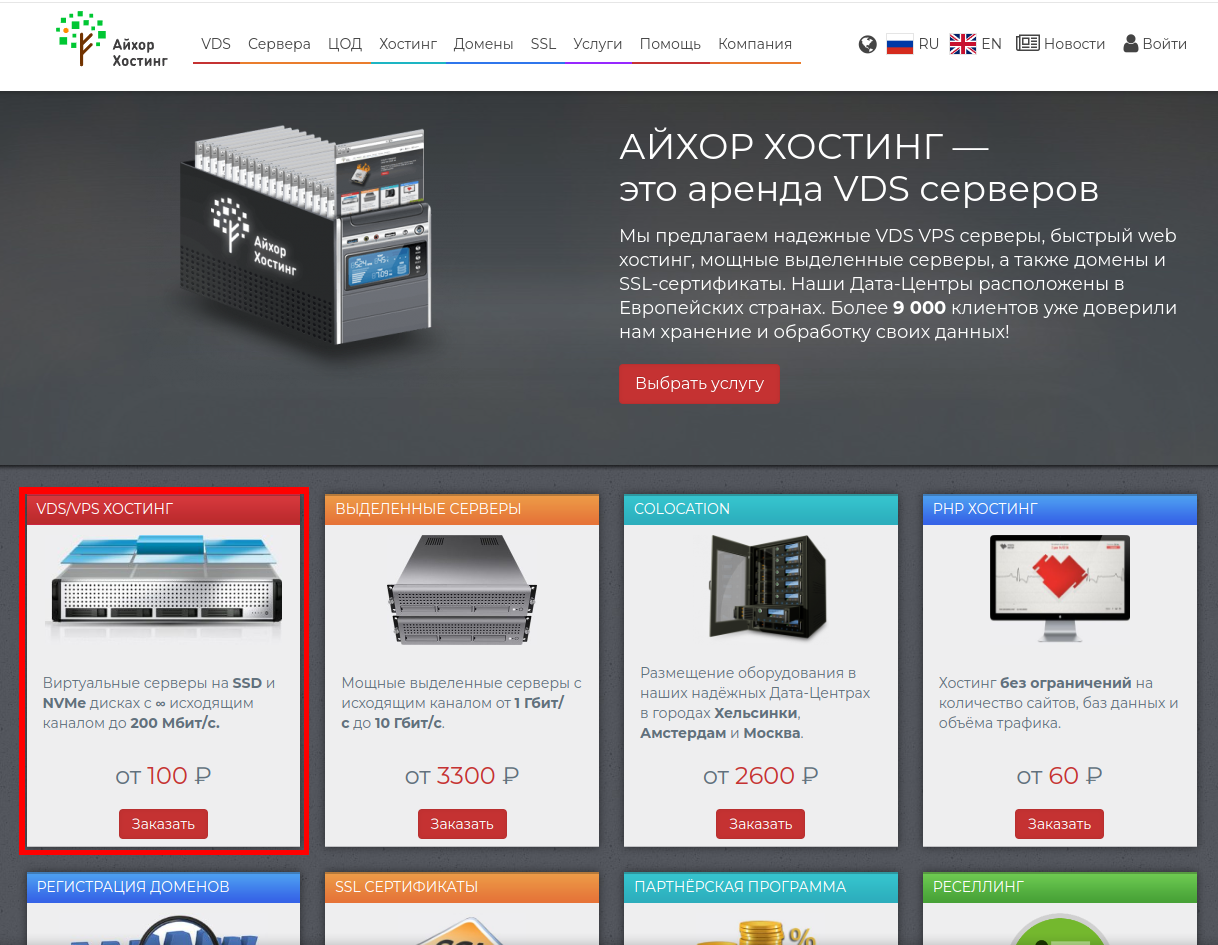 Айхор
Хостинг
VDS Сервера ЦОД Хостинг Домены SSL Услуги Помощь Компания
RU EN Новости Войти
Айхор
Хостинг
АЙХОР ХОСТИНГ —
это аренда VDS серверов
Мы предлагаем надежные VDS VPS серверы, быстрый web
хостинг, мощные выделенные серверы, а также домены и
SSL-сертификаты. Наши Дата-Центры расположены в
Европейских странах. Более 9 000 клиентов уже доверили
нам хранение и обработку своих данных!
Выбрать услугу
VDS/VPS ХОСТИНГ
Виртуальные серверы на SSD и
NVMe дисках с ∞ исходящим
каналом до 200 Мбит/с.
от 100 ₽
Заказать
ВЫДЕЛЕННЫЕ СЕРВЕРЫ
Мощные выделенные серверы с
исходящим каналом от 1 Гбит/
с до 10 Гбит/с.
от 3300 ₽
Заказать
COLOCATION
Размещение оборудования в
наших надёжных Дата-Центрах
в городах Хельсинки,
Амстердам и Москва.
от 2600 ₽
Заказать
PHP ХОСТИНГ
Хостинг без ограничений на
количество сайтов, баз данных и
объёма трафика.
от 60 ₽
Заказать
РЕГИСТРАЦИЯ ДОМЕНОВ
SSL СЕРТИФИКАТЫ
ПАРТНЁРСКАЯ ПРОГРАММА
%
РЕСЕЛЛИНГ